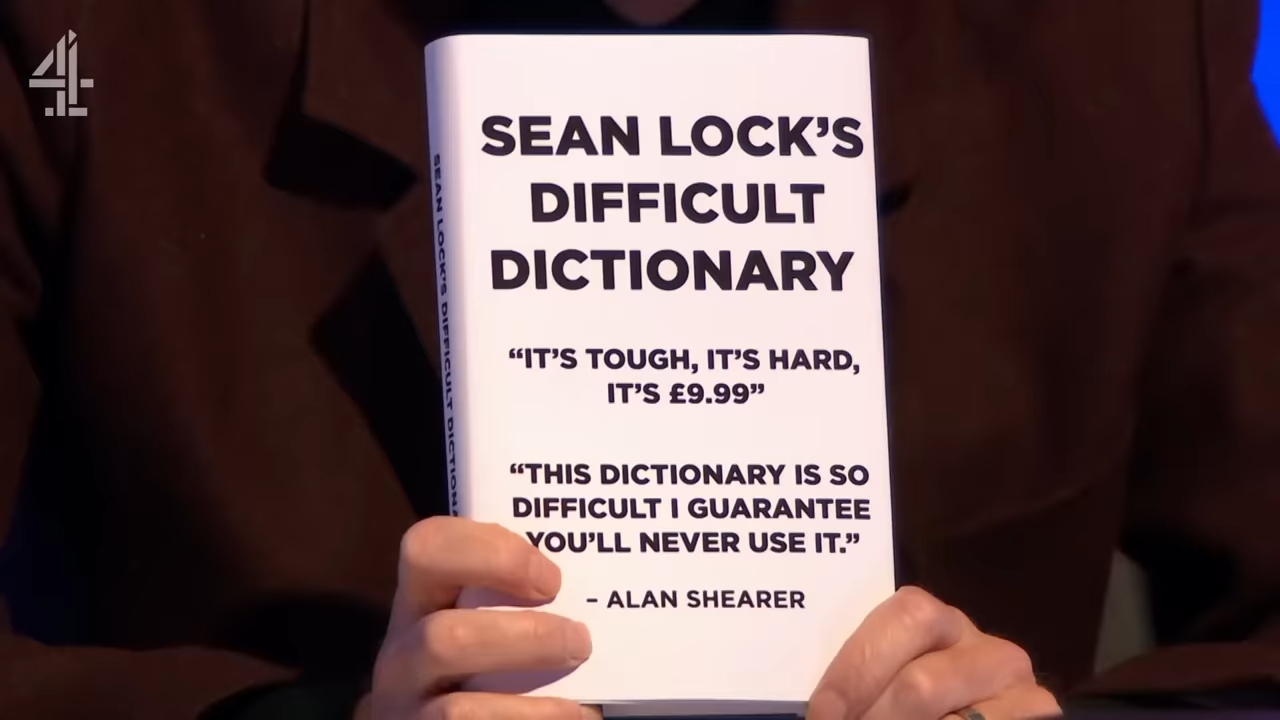 4
SEAN LOCK'S
DIFFICULT
DICTIONARY
"IT'S TOUGH, IT'S HARD,
IT'S £9.99"
"THIS DICTIONARY IS SO
DIFFICULT I GUARANTEE
YOU'LL NEVER USE IT."
– ALAN SHEARER
SEAN LOCK'S DIFFICULT